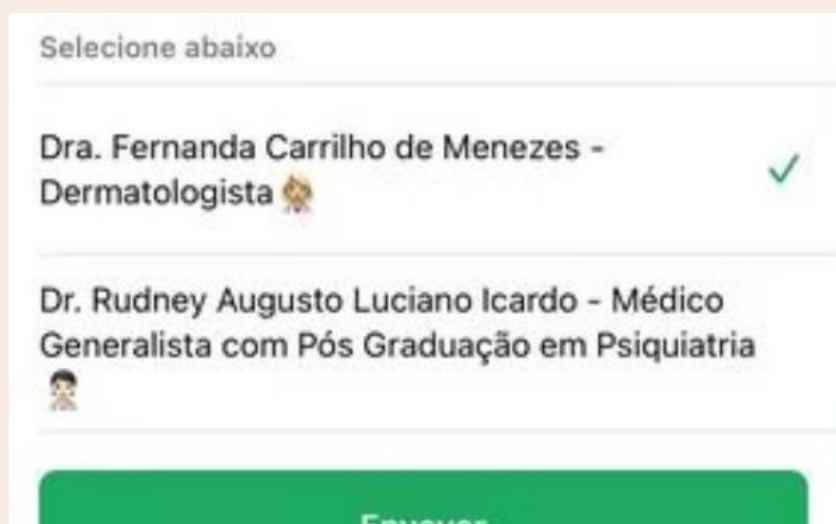 Selecione abaixo
Dra. Fernanda Carrilho de Menezes -
Dermatologista
Dr. Rudney Augusto Luciano Icardo - Médico
Generalista com Pós Graduação em Psiquiatria